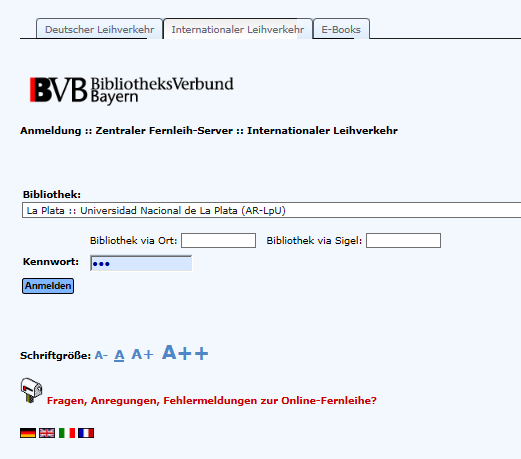 Deutscher Leihverkehr Internationaler Leihverkehr E-Books
BVB BibliotheksVerbund
Bayern
Anmeldung :: Zentraler Fernleih-Server :: Internationaler Leihverkehr
Bibliothek:
La Plata :: Universidad Nacional de La Plata (AR-LpU)
Bibliothek via Ort: Bibliothek via Sigel:
Kennwort: •••
Anmelden
Schriftgröße: A- A A+ A++
Fragen, Anregungen, Fehlermeldungen zur Online-Fernleihe?